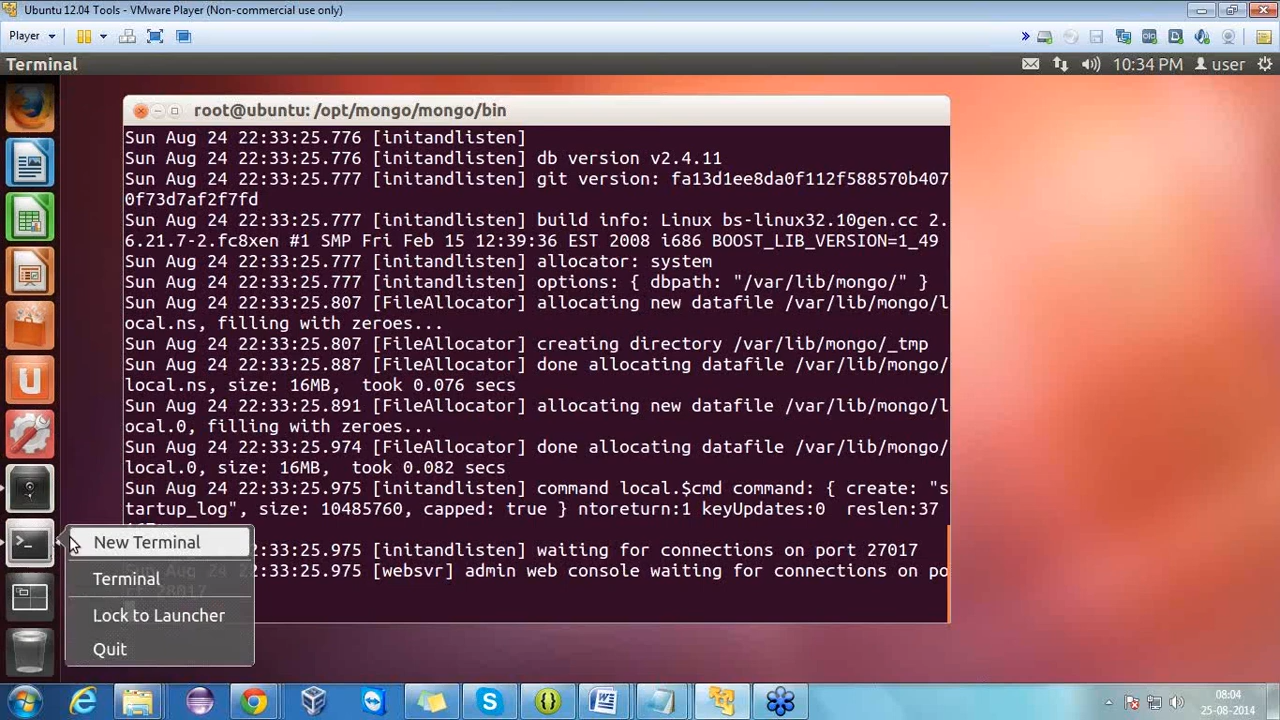 Ubuntu 12.04 Tools - VMware Player (Non-commercial use only)
Player
Terminal
10:34 PM
user
root@ubuntu: /opt/mongo/mongo/bin
Sun Aug 24 22:33:25.776 [initandlisten]
Sun Aug 24 22:33:25.776 [initandlisten] db version v2.4.11
Sun Aug 24 22:33:25.777 [initandlisten] git version: fa13d1ee8da0f112f588570b407
0f73d7af2f7fd
Sun Aug 24 22:33:25.777 [initandlisten] build info: Linux bs-linux32.10gen.cc 2.
6.21.7-2.fc8xen #1 SMP Fri Feb 15 12:39:36 EST 2008 i686 BOOST_LIB_VERSION=1_49
Sun Aug 24 22:33:25.777 [initandlisten] allocator: system
Sun Aug 24 22:33:25.777 [initandlisten] options: { dbpath: "/var/lib/mongo/" }
Sun Aug 24 22:33:25.807 [FileAllocator] allocating new datafile /var/lib/mongo/l
ocal.ns, filling with zeroes...
Sun Aug 24 22:33:25.807 [FileAllocator] creating directory /var/lib/mongo/_tmp
Sun Aug 24 22:33:25.887 [FileAllocator] done allocating datafile /var/lib/mongo/
local.ns, size: 16MB,  took 0.076 secs
Sun Aug 24 22:33:25.891 [FileAllocator] allocating new datafile /var/lib/mongo/l
ocal.0, filling with zeroes...
Sun Aug 24 22:33:25.974 [FileAllocator] done allocating datafile /var/lib/mongo/
local.0, size: 16MB,  took 0.082 secs
Sun Aug 24 22:33:25.975 [initandlisten] command local.$cmd command: { create: "s
tartup_log", size: 10485760, capped: true } ntoreturn:1 keyUpdates:0  reslen:37
:33:25.975 [initandlisten] waiting for connections on port 27017
:33:25.975 [websvr] admin web console waiting for connections on po
rt 28017
New Terminal
Terminal
Lock to Launcher
Quit
08:04
25-08-2014